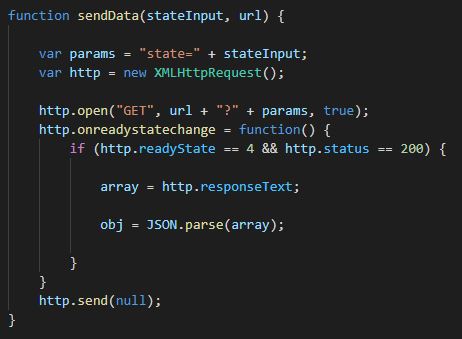 function sendData(stateInput, url) {
var params = "state=" + stateInput;
var http = new XMLHttpRequest();
http.open("GET", url + "?" + params, true);
http.onreadystatechange = function() {
if (http.readyState == 4 && http.status == 200) {
array = http.responseText;
obj = JSON.parse(array);
}
}
http.send(null);
}